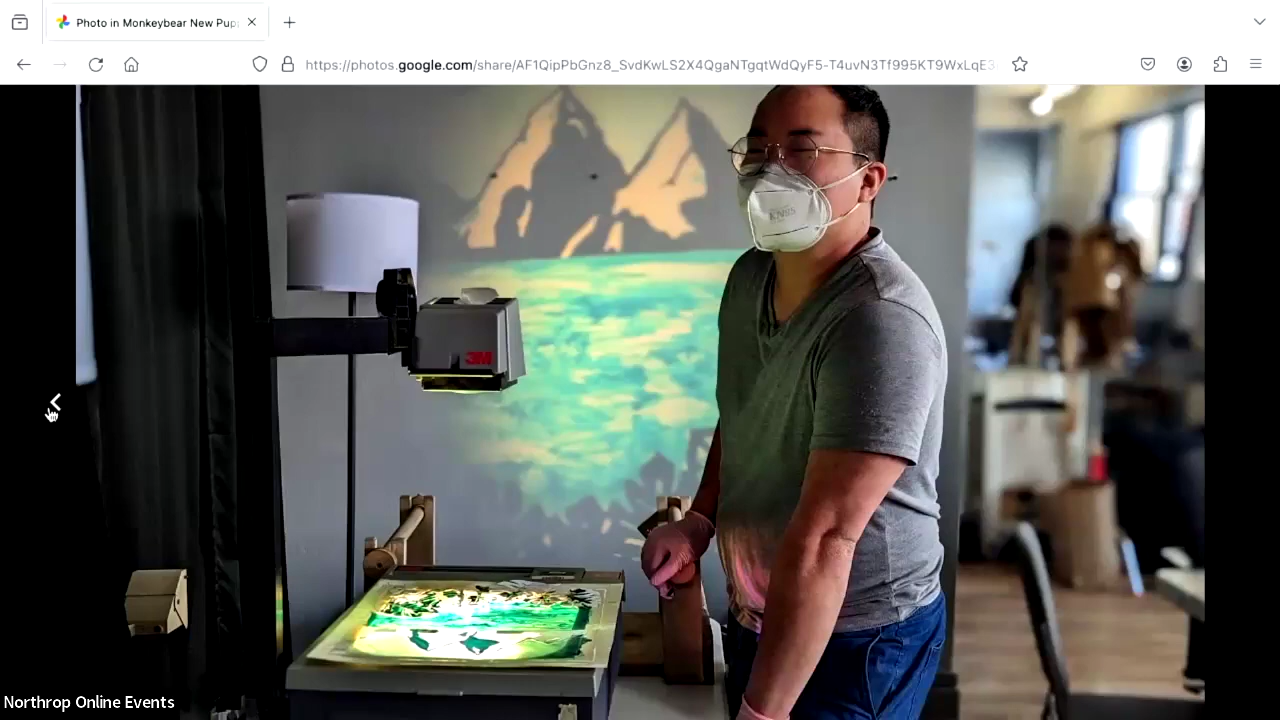 Photo in Monkeybear New Pup
https://photos.google.com/share/AF1QipPbGnz8_SvdKwLS2X4QgaNTgqtWdQyF5-T4uvN3Tf995KT9WxLqE3
KN95
3M
Northrop Online Events